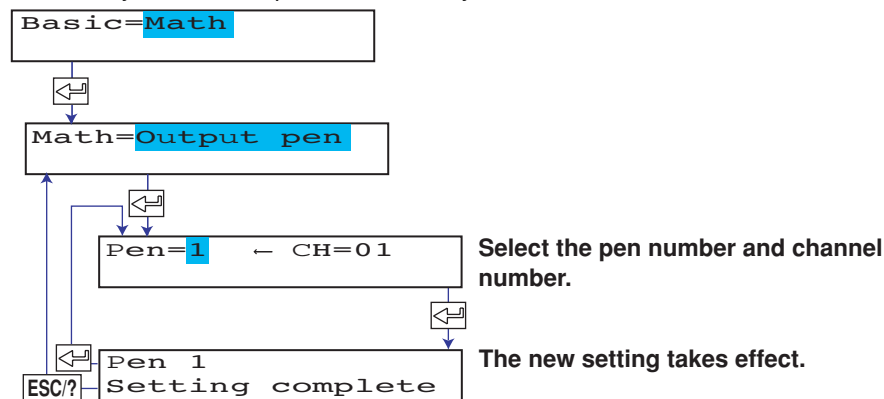 Basic=Math
Math=Output pen
Pen=1 ← CH=01
Select the pen number and channel
number.
Pen 1
Setting complete
The new setting takes effect.
ESC/?